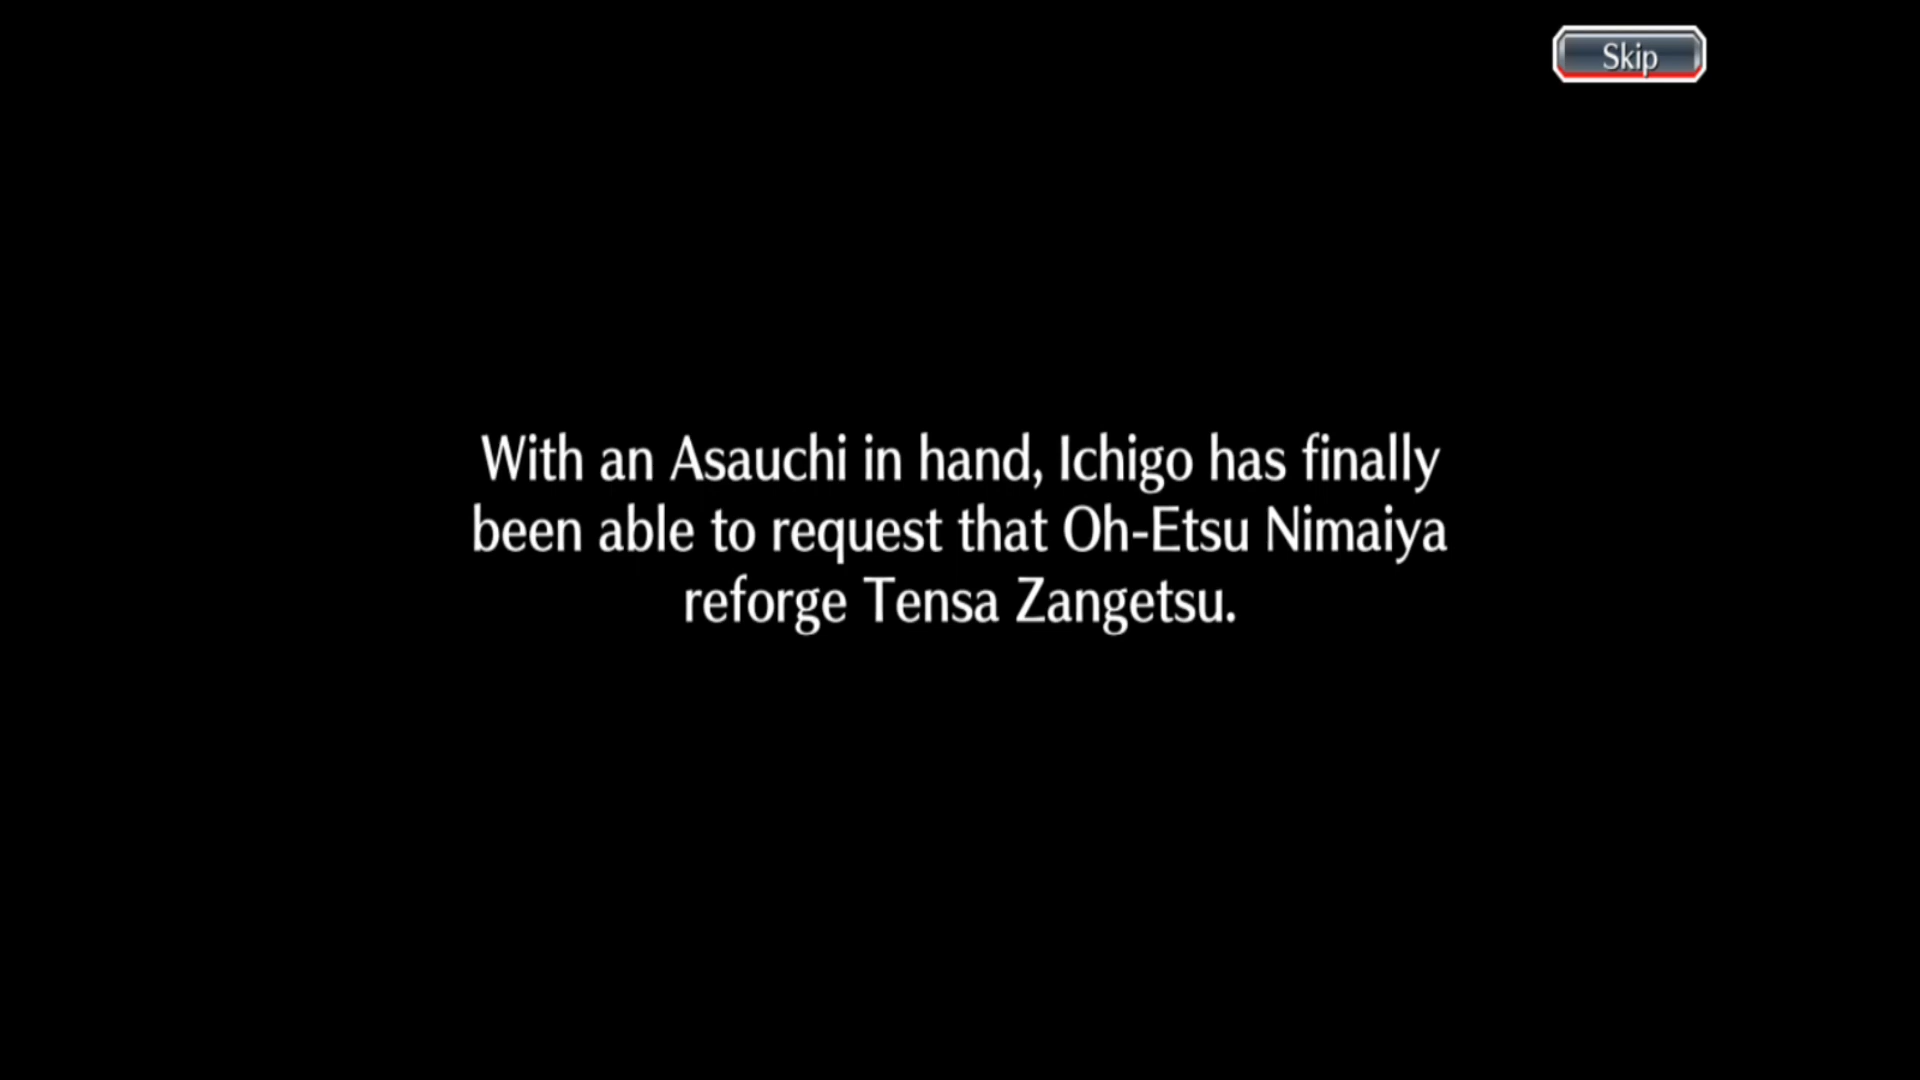 Skip
With an Asauchi in hand, Ichigo has finally
been able to request that Oh-Etsu Nimaiya
reforge Tensa Zangetsu.